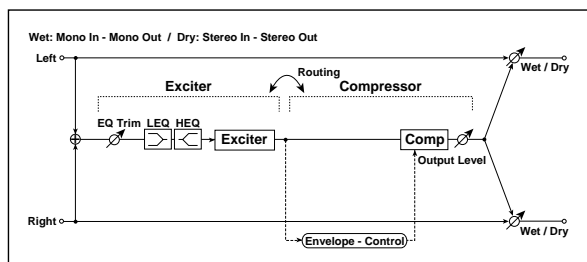 Wet: Mono In - Mono Out / Dry: Stereo In - Stereo Out
Left
Wet / Dry
Routing
Exciter
Compressor
EQ Trim
LEQ
HEQ
Exciter
Comp
Output Level
Right
Wet / Dry
Envelope - Control